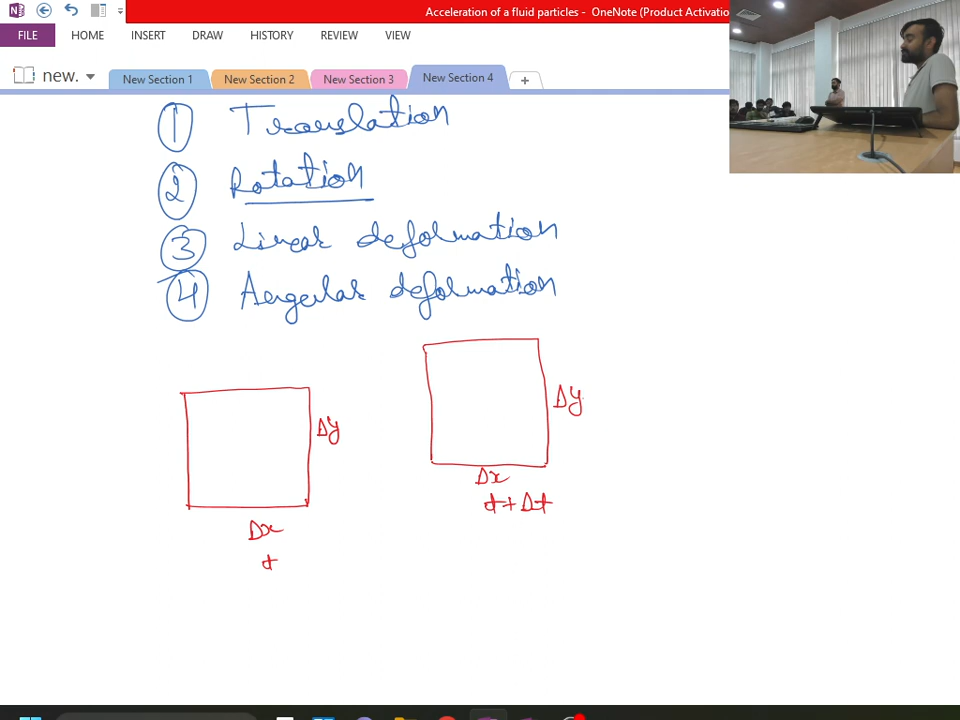 Acceleration of a fluid particles - OneNote (Product Activatio
FILE HOME INSERT DRAW HISTORY REVIEW VIEW
new. New Section 1 New Section 2 New Section 3 New Section 4 +
1 Translation
2 Rotation
3 Linear deformation
4 Angular deformation
Δy
Δy
Δx
t+Δt
Δx
t